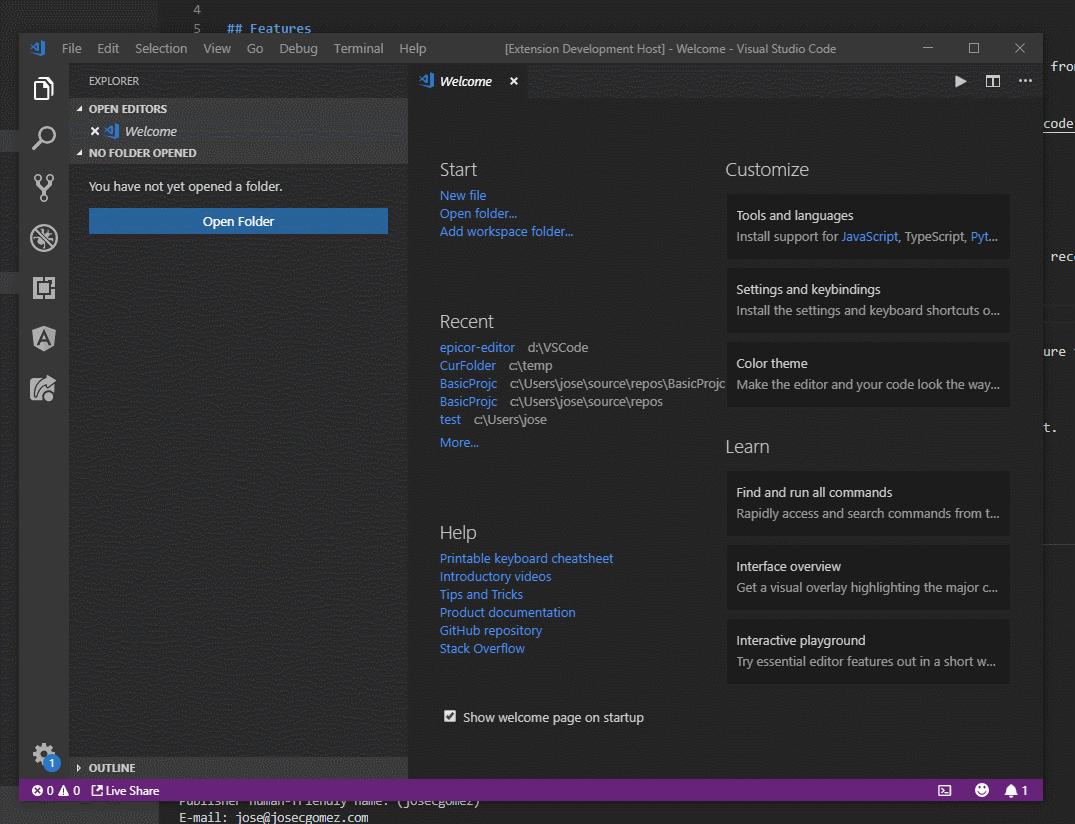 4
5 ## Features
File Edit Selection View Go Debug Terminal Help [Extension Development Host] - Welcome - Visual Studio Code
from
EXPLORER
Welcome
OPEN EDITORS
Welcome
code
NO FOLDER OPENED
You have not yet opened a folder.
Open Folder
Start
New file
Open folder...
Add workspace folder...
Recent
epicor-editor d:\VSCode
CurFolder c:\temp
BasicProjc c:\Users\jose\source\repos\BasicProjc
BasicProjc c:\Users\jose\source\repos
test c:\Users\jose
More...
Help
Printable keyboard cheatsheet
Introductory videos
Tips and Tricks
Product documentation
GitHub repository
Stack Overflow
Show welcome page on startup
Customize
Tools and languages
Install support for JavaScript, TypeScript, Pyt...
Settings and keybindings
Install the settings and keyboard shortcuts o...
Color theme
Make the editor and your code look the way...
Learn
Find and run all commands
Rapidly access and search commands from t...
Interface overview
Get a visual overlay highlighting the major c...
Interactive playground
Try essential editor features out in a short w...
rece
ure
t.
1
OUTLINE
0 0 Live Share 1
Publisher human-friendly name: (josecgomez)
E-mail: jose@josecgomez.com